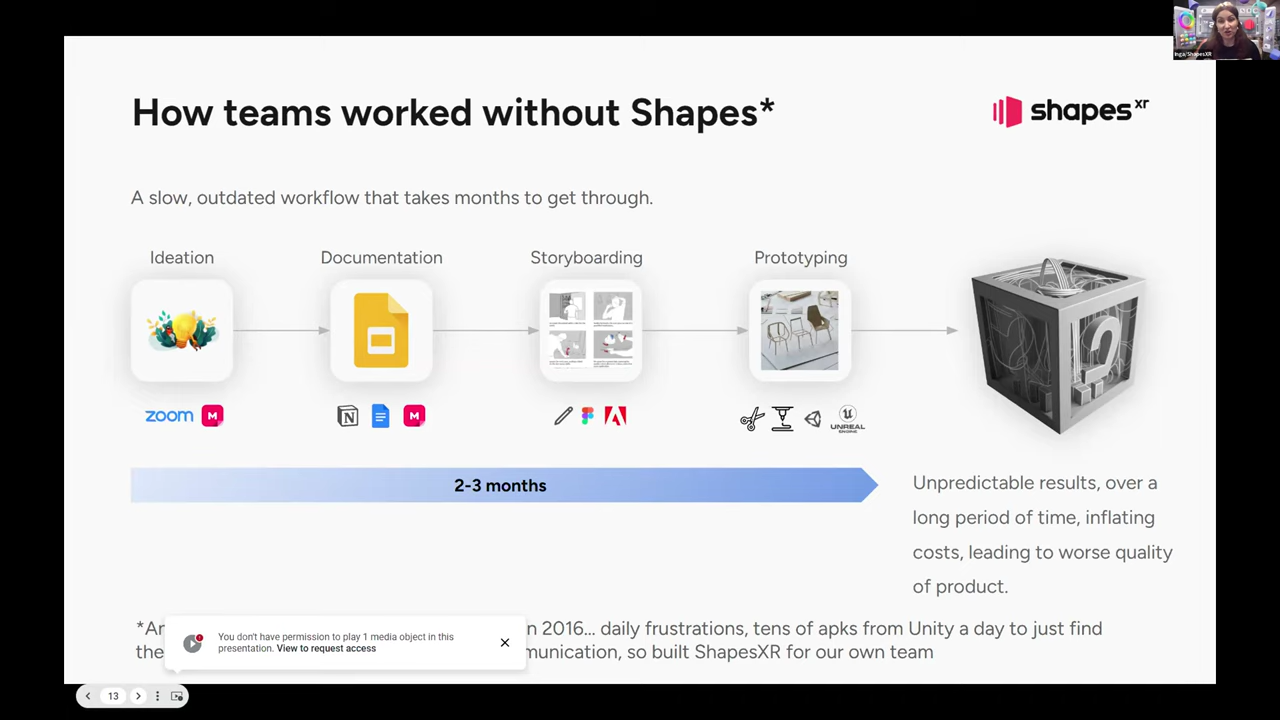 Inga/ShapesXR
How teams worked without Shapes*
shapes xr
A slow, outdated workflow that takes months to get through.
Ideation
Documentation
Storyboarding
Prototyping
zoom
M
N
M
UNREAL
ENGINE
!?
2-3 months
Unpredictable results, over a
long period of time, inflating
costs, leading to worse quality
of product.
n 2016... daily frustrations, tens of apks from Unity a day to just find
the
munication, so built ShapesXR for our own team
You don't have permission to play 1 media object in this
presentation. View to request access
13